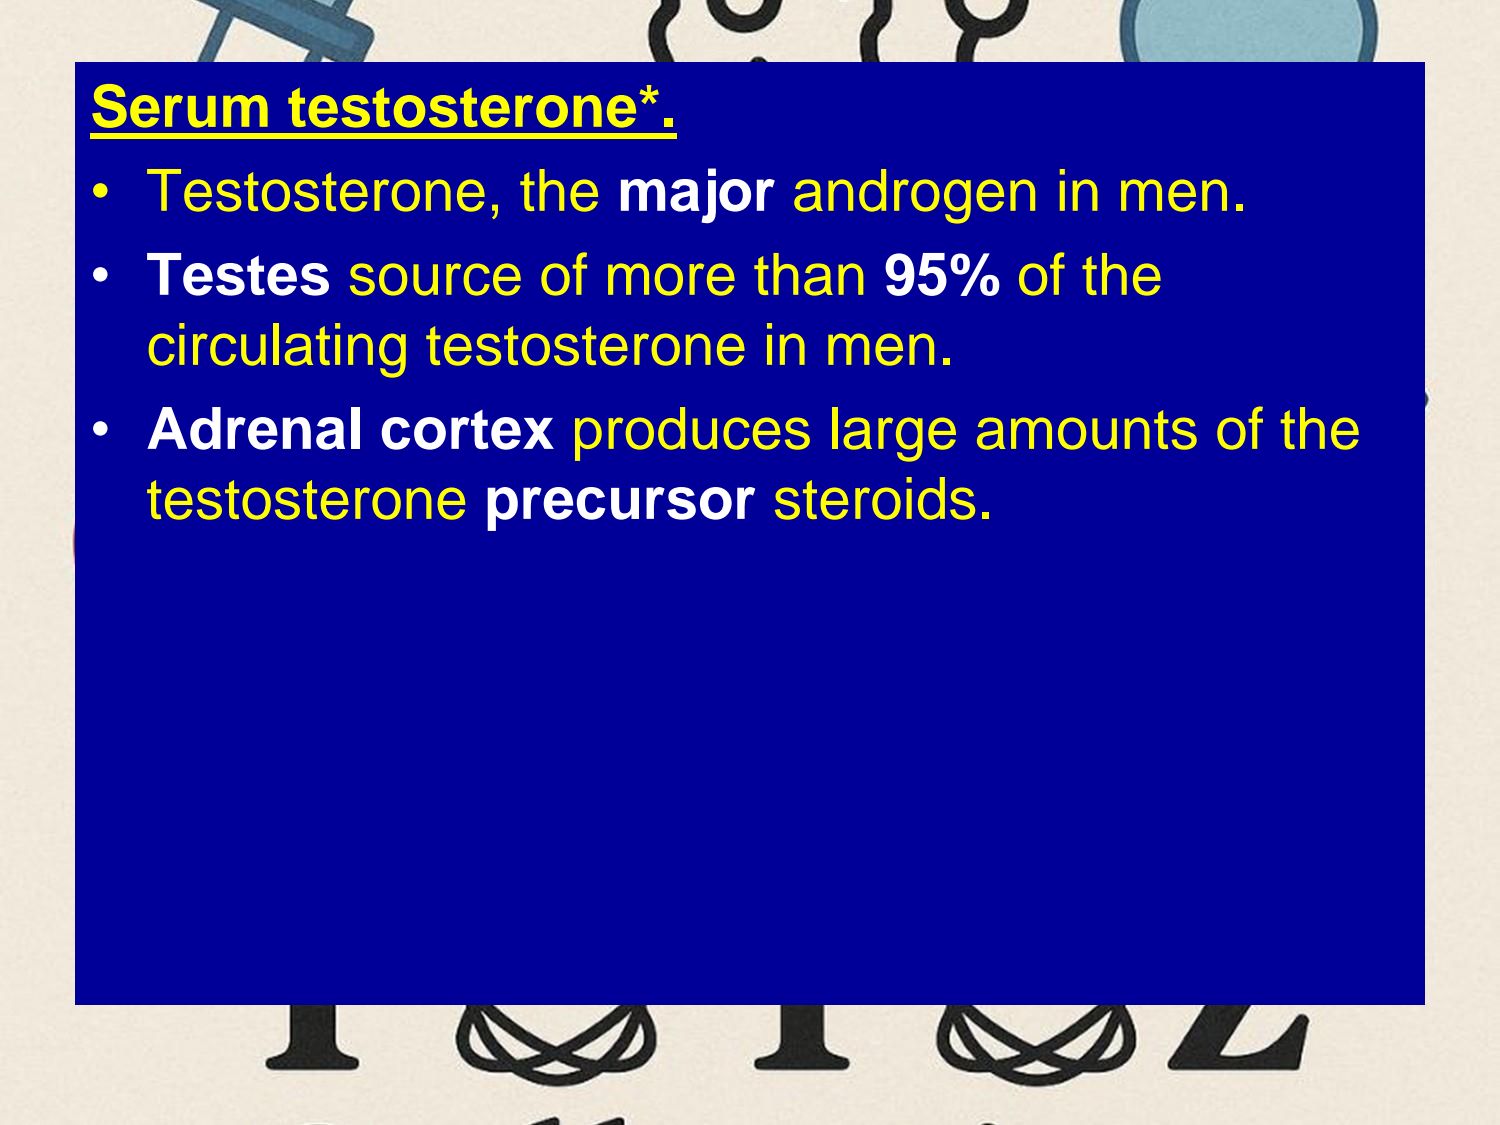 Serum testosterone*.
• Testosterone, the major androgen in men.
• Testes source of more than 95% of the
circulating testosterone in men.
• Adrenal cortex produces large amounts of the
testosterone precursor steroids.